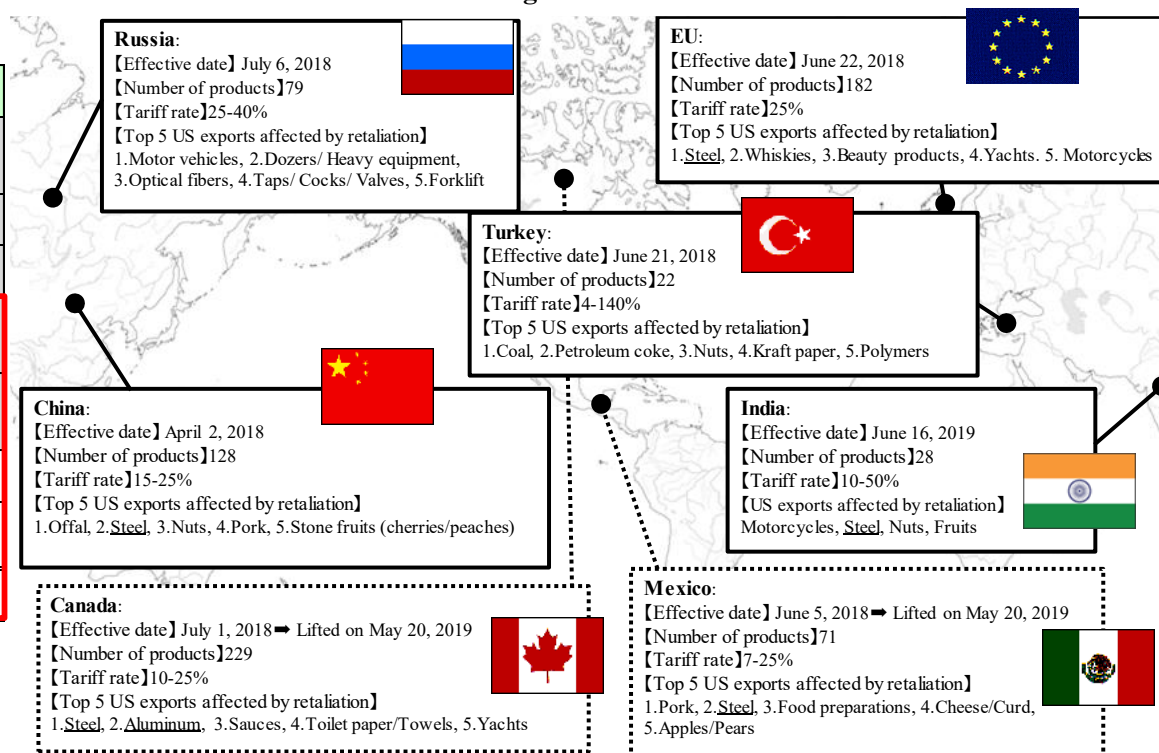 Russia:
【Effective date】 July 6, 2018
【Number of products】79
【Tariff rate】25-40%
【Top 5 US exports affected by retaliation】
1.Motor vehicles, 2.Dozers/ Heavy equipment,
3.Optical fibers, 4.Taps/ Cocks/ Valves, 5.Forklift
EU:
【Effective date】 June 22, 2018
【Number of products】182
【Tariff rate】25%
【Top 5 US exports affected by retaliation】
1.Steel, 2.Whiskies, 3.Beauty products, 4.Yachts. 5. Motorcycles
Turkey:
【Effective date】 June 21, 2018
【Number of products】22
【Tariff rate】4-140%
【Top 5 US exports affected by retaliation】
1.Coal, 2.Petroleum coke, 3.Nuts, 4.Kraft paper, 5.Polymers
China:
【Effective date】 April 2, 2018
【Number of products】128
【Tariff rate】15-25%
【Top 5 US exports affected by retaliation】
1.Offal, 2.Steel, 3.Nuts, 4.Pork, 5.Stone fruits (cherries/peaches)
India:
【Effective date】 June 16, 2019
【Number of products】28
【Tariff rate】10-50%
【US exports affected by retaliation】
Motorcycles, Steel, Nuts, Fruits
Canada:
【Effective date】 July 1, 2018➡ Lifted on May 20, 2019
【Number of products】229
【Tariff rate】10-25%
【Top 5 US exports affected by retaliation】
1.Steel, 2.Aluminum, 3.Sauces, 4.Toilet paper/Towels, 5.Yachts
Mexico:
【Effective date】 June 5, 2018➡ Lifted on May 20, 2019
【Number of products】71
【Tariff rate】7-25%
【Top 5 US exports affected by retaliation】
1.Pork, 2.Steel, 3.Food preparations, 4.Cheese/Curd,
5.Apples/Pears